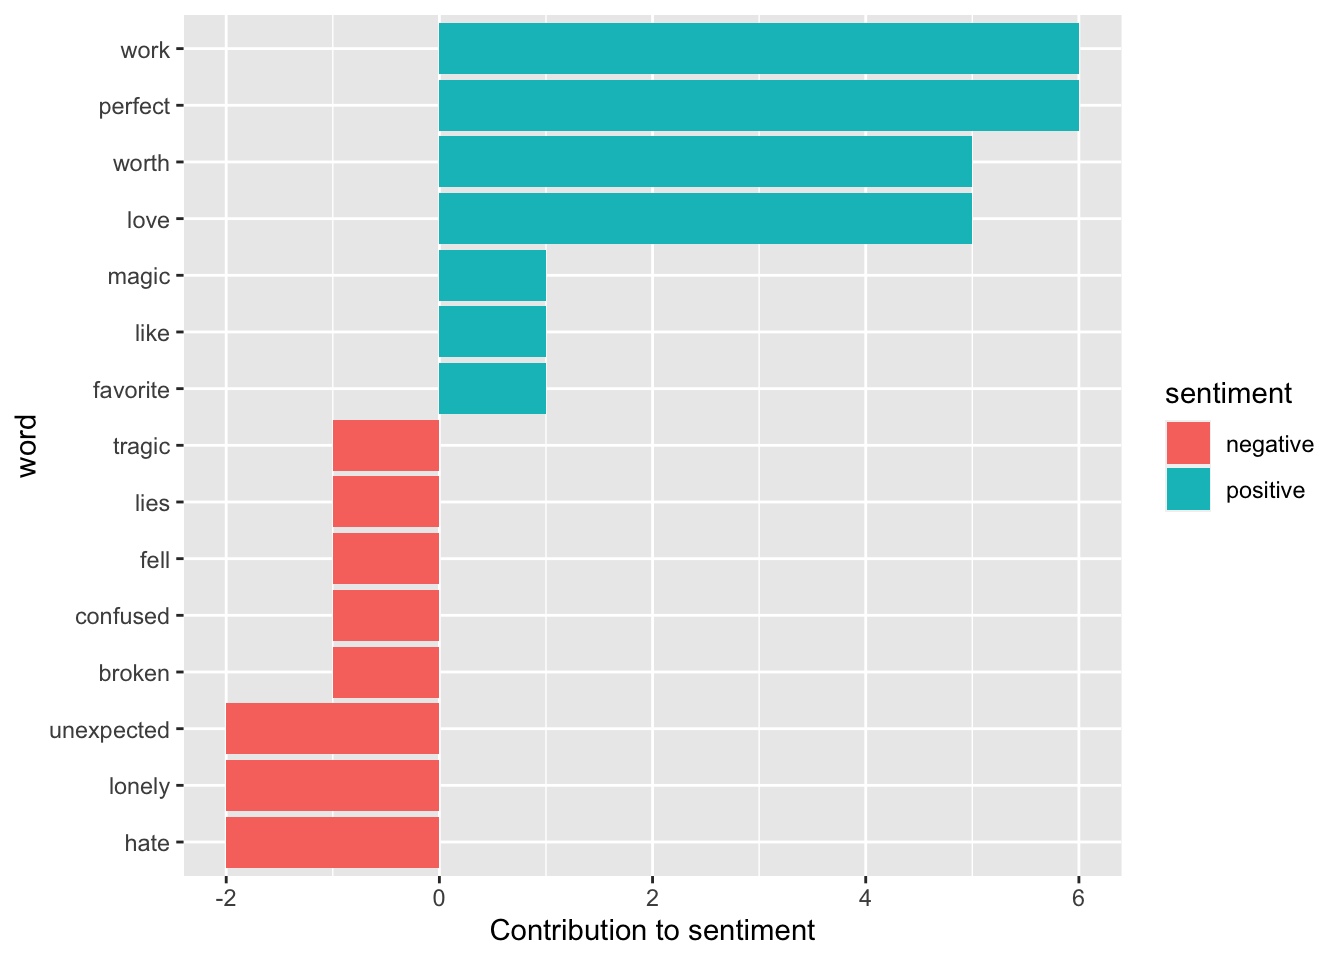 work
perfect
worth
love
magic
like
favorite
tragic
lies
fell
confused
broken
unexpected
lonely
hate
word
-2 0 2 4 6
Contribution to sentiment
sentiment
negative
positive